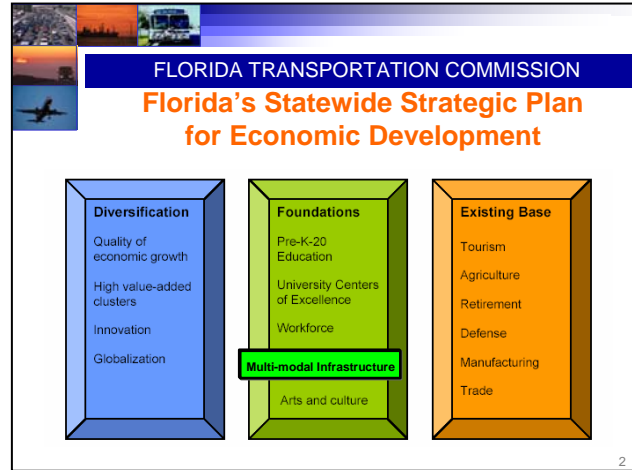 FLORIDA TRANSPORTATION COMMISSION
Florida's Statewide Strategic Plan
for Economic Development
Diversification
Quality of
economic growth
High value-added
clusters
Innovation
Globalization
Foundations
Pre-K-20
Education
University Centers
of Excellence
Workforce
Multi-modal Infrastructure
Arts and culture
Existing Base
Tourism
Agriculture
Retirement
Defense
Manufacturing
Trade
2